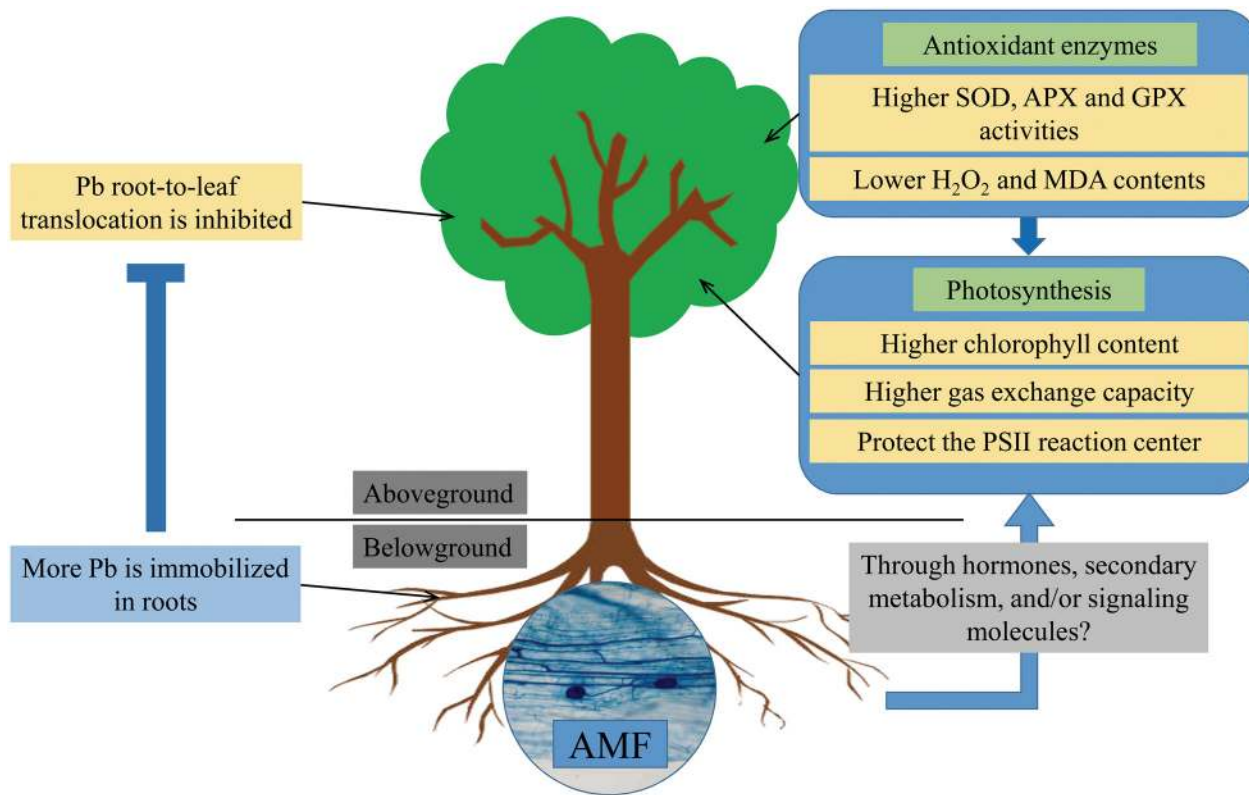 Antioxidant enzymes
Higher SOD, APX and GPX
activities
Lower H₂O₂ and MDA contents
Pb root-to-leaf
translocation is inhibited
Photosynthesis
Higher chlorophyll content
Higher gas exchange capacity
Protect the PSII reaction center
Aboveground
Belowground
More Pb is immobilized
in roots
Through hormones, secondary
metabolism, and/or signaling
molecules?
AMF